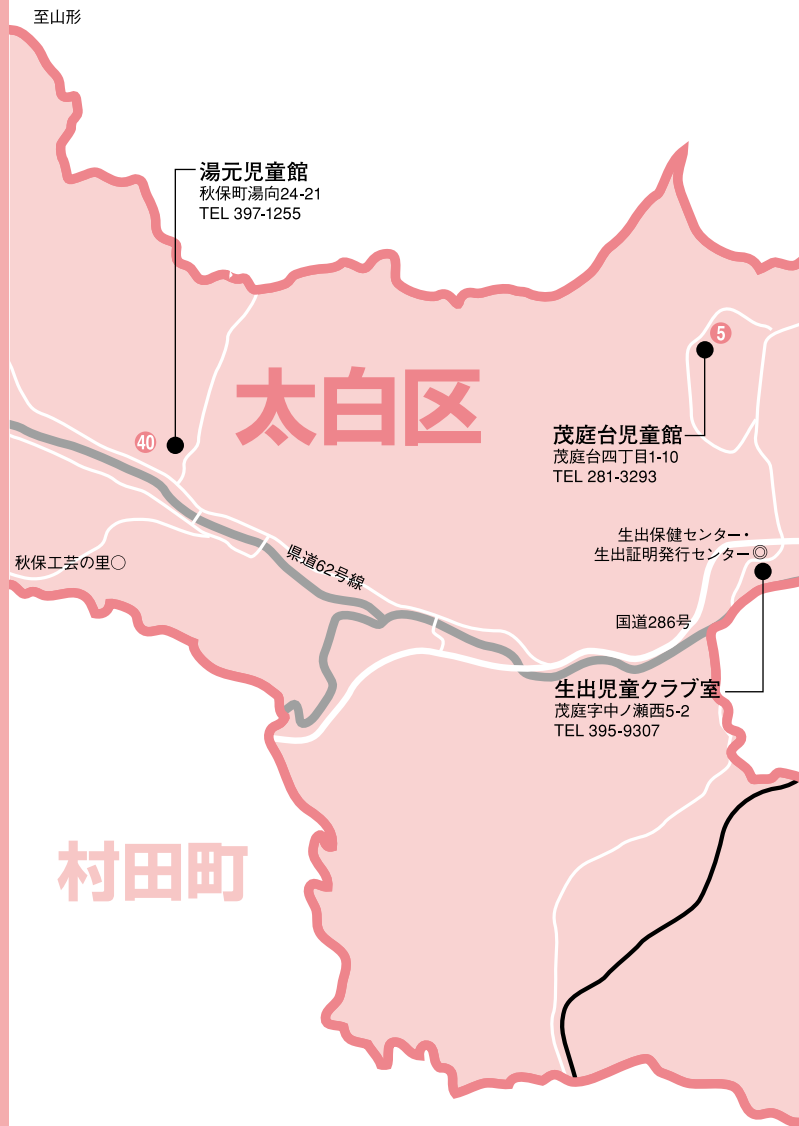 至山形
湯元児童館
秋保町湯向24-21
TEL 397-1255
5
太白区
40
茂庭台児童館
茂庭台四丁目1-10
TEL 281-3293
生出保健センター・
生出証明発行センター◎
秋保工芸の里○
県道62号線
国道286号
生出児童クラブ室
茂庭字中ノ瀬西5-2
TEL 395-9307
村田町